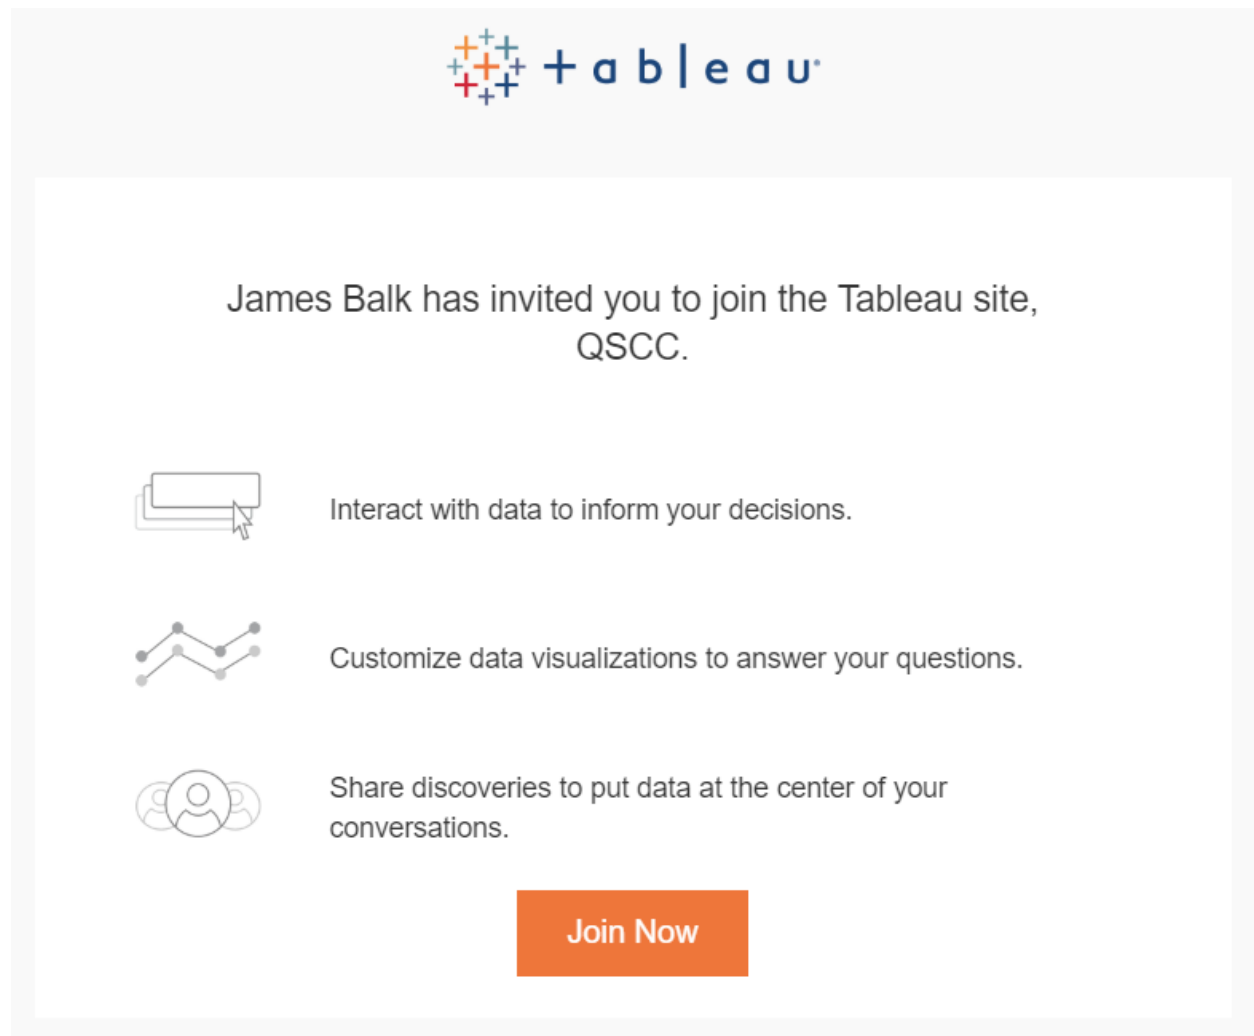 +ableau
James Balk has invited you to join the Tableau site,
QSCC.
Interact with data to inform your decisions.
Customize data visualizations to answer your questions.
Share discoveries to put data at the center of your
conversations.
Join Now